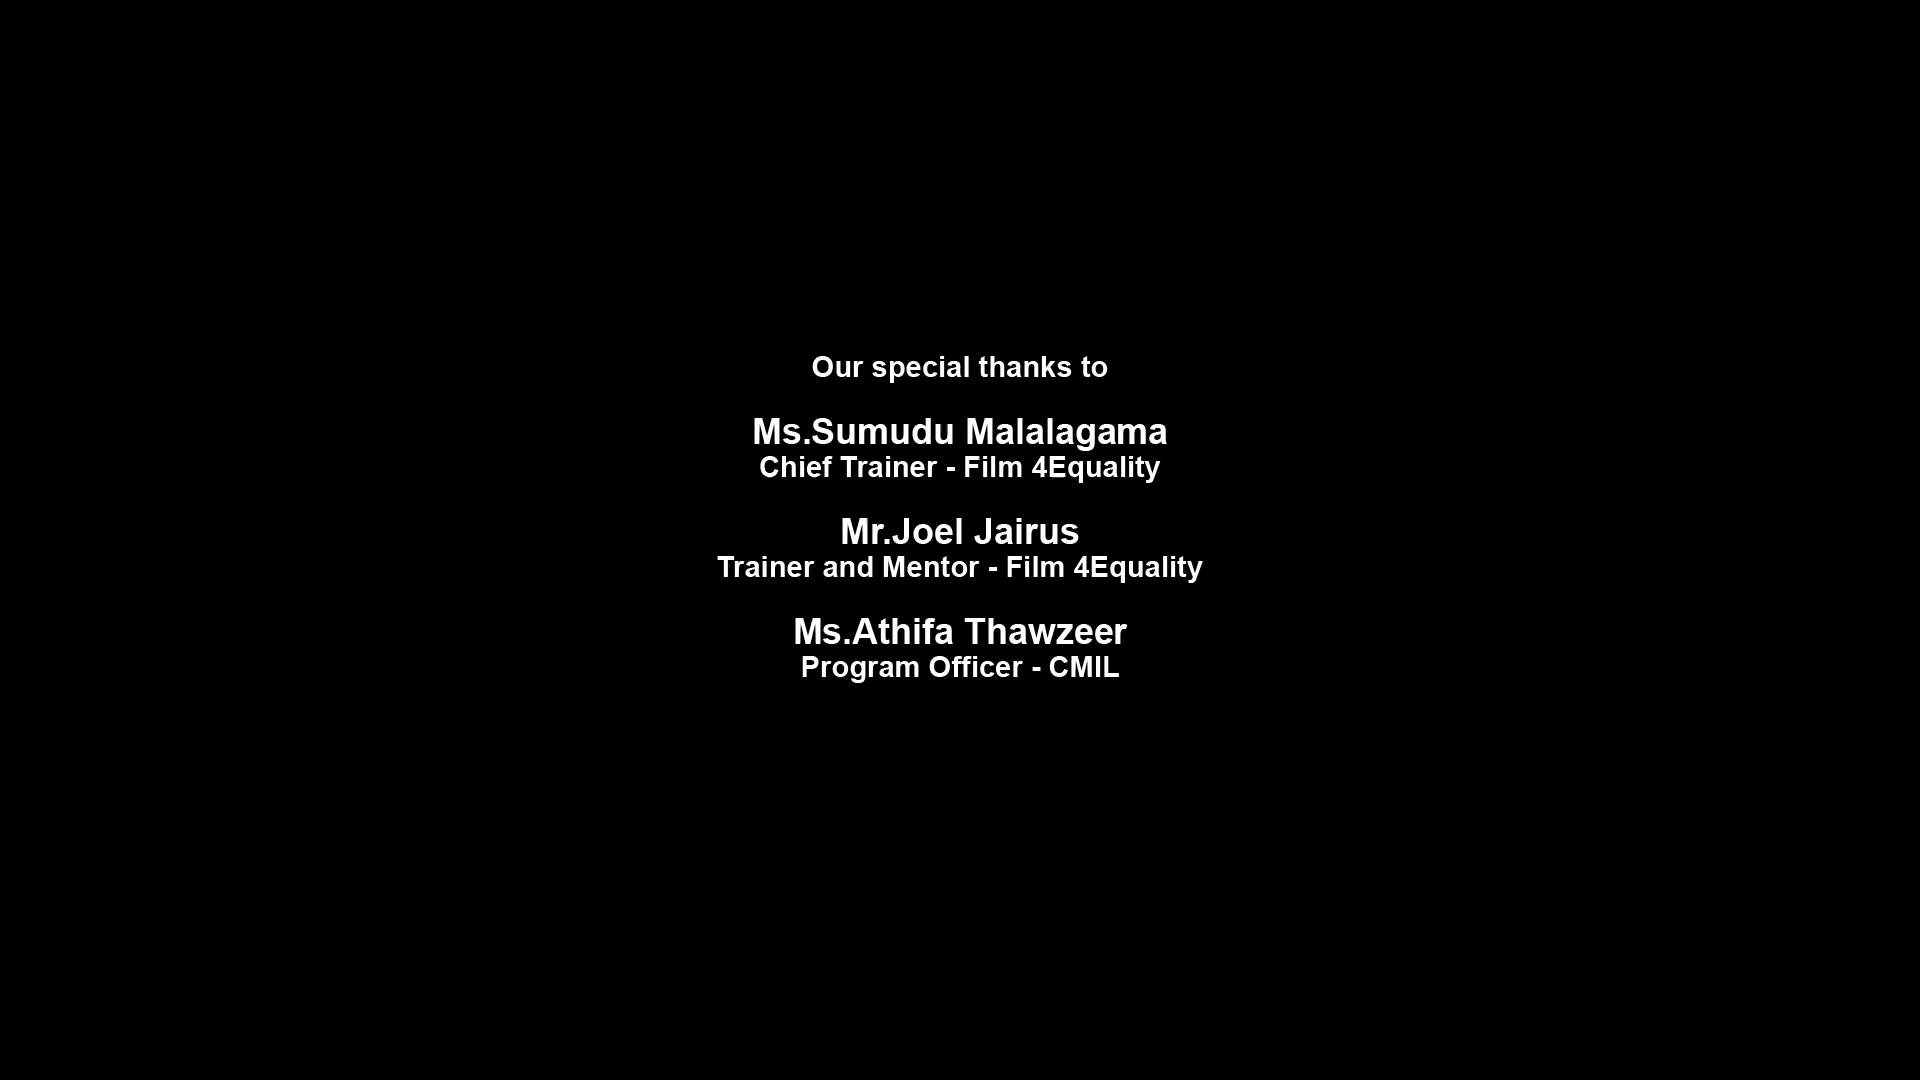 Our special thanks to
Ms.Sumudu Malalagama
Chief Trainer - Film 4Equality
Mr.Joel Jairus
Trainer and Mentor - Film 4Equality
Ms.Athifa Thawzeer
Program Officer - CMIL